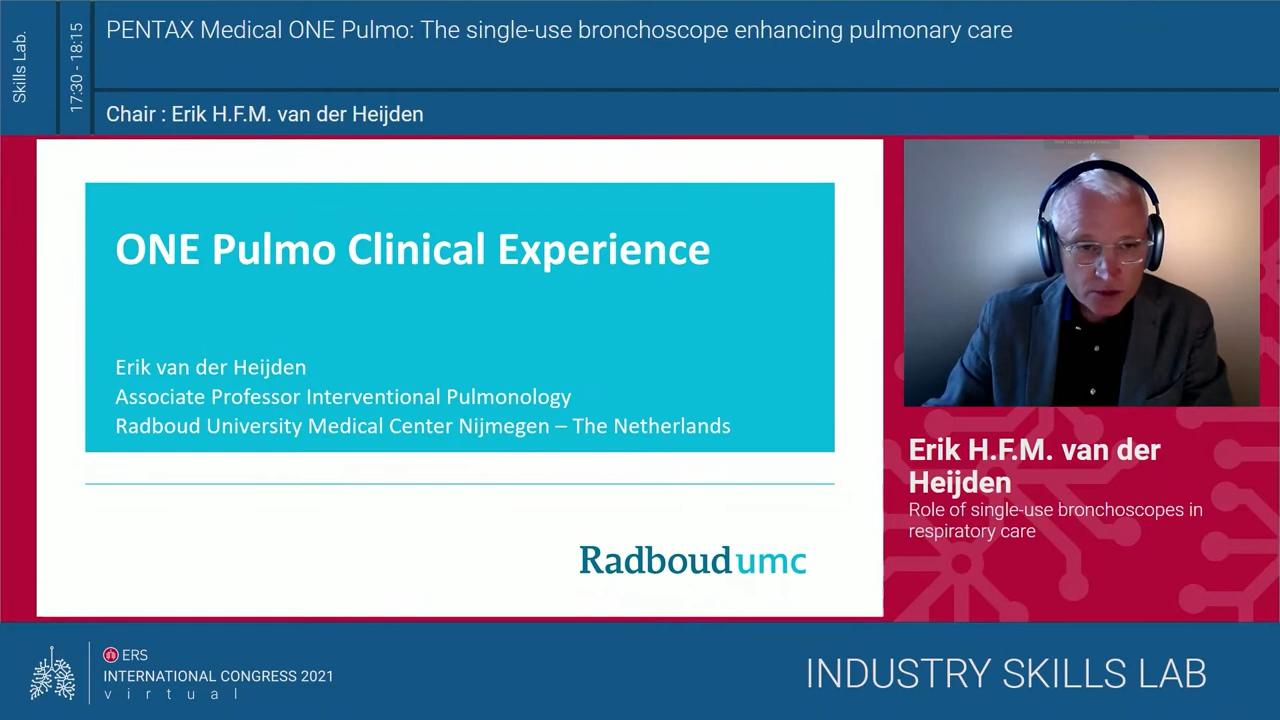 Skills Lab.
17:30 - 18:15
PENTAX Medical ONE Pulmo: The single-use bronchoscope enhancing pulmonary care
Chair : Erik H.F.M. van der Heijden
ONE Pulmo Clinical Experience
Erik van der Heijden
Associate Professor Interventional Pulmonology
Radboud University Medical Center Nijmegen – The Netherlands
Radboudumc
Erik H.F.M. van der
Heijden
Role of single-use bronchoscopes in
respiratory care
ERS
INTERNATIONAL CONGRESS 2021
virtual
INDUSTRY SKILLS LAB